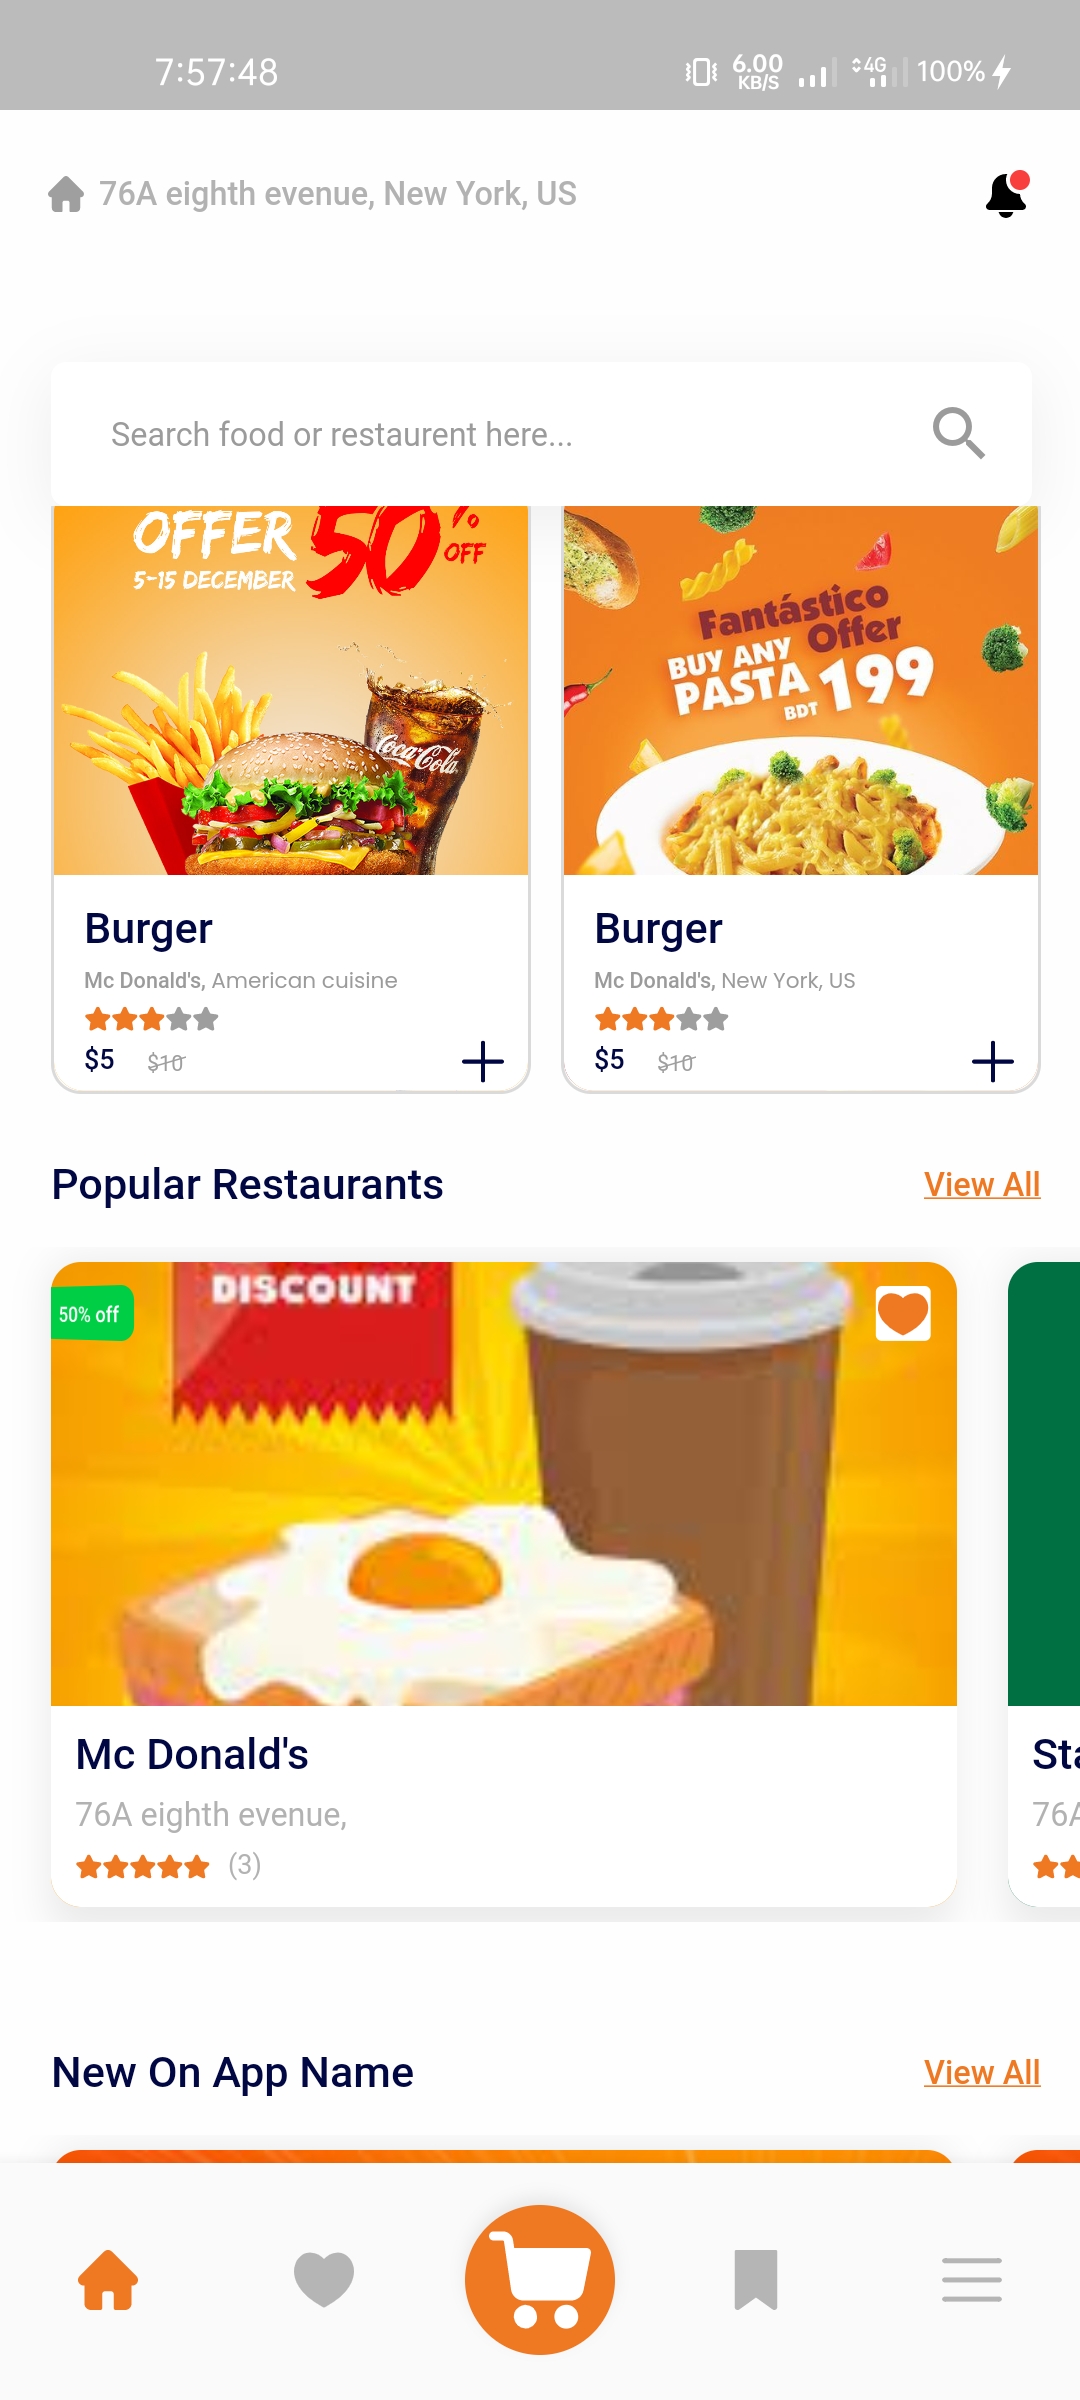 7:57:48 6.00 KB/S 4G 100%
76A eighth evenue, New York, US
Search food or restaurent here...
OFFER 50% OFF
5-15 DECEMBER
Coca-Cola
Fantástico
Offer
BUY ANY
PASTA 199
BDT
Burger
Mc Donald's, American cuisine
$5 $10
Burger
Mc Donald's, New York, US
$5 $10
Popular Restaurants View All
DISCOUNT
50% off
Mc Donald's
76A eighth evenue,
(3)
New On App Name View All